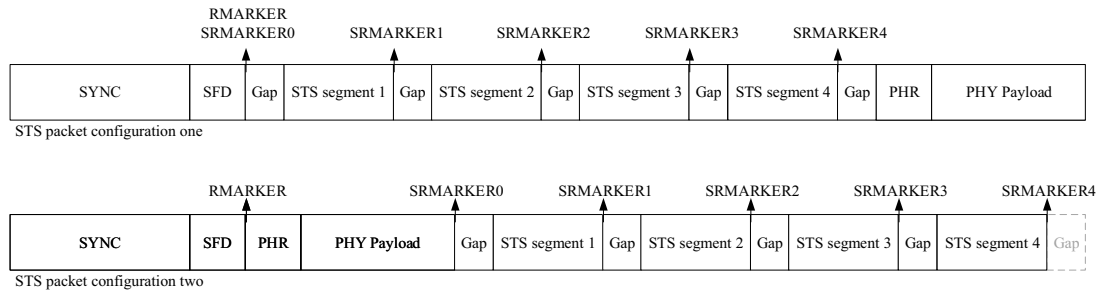 RMARKER
SRMARKER0 SRMARKER1 SRMARKER2 SRMARKER3 SRMARKER4
SYNC SFD Gap STS segment 1 Gap STS segment 2 Gap STS segment 3 Gap STS segment 4 Gap PHR PHY Payload
STS packet configuration one
RMARKER SRMARKER0 SRMARKER1 SRMARKER2 SRMARKER3 SRMARKER4
SYNC SFD PHR PHY Payload Gap STS segment 1 Gap STS segment 2 Gap STS segment 3 Gap STS segment 4 Gap
STS packet configuration two